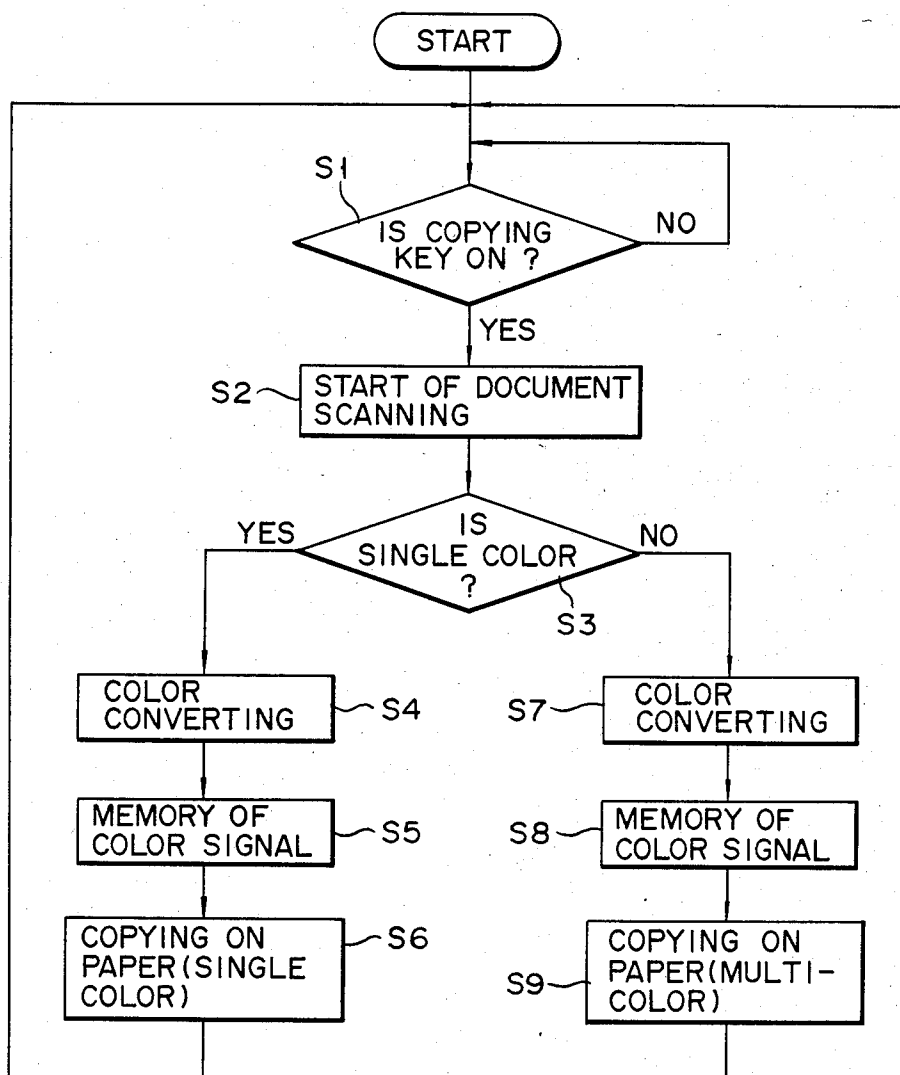 START
S1
IS COPYING
KEY ON ?
NO
YES
S2
START OF DOCUMENT
SCANNING
YES
IS
SINGLE COLOR
?
NO
S3
COLOR
CONVERTING
S4
S7
COLOR
CONVERTING
MEMORY OF
COLOR SIGNAL
S5
S8
MEMORY OF
COLOR SIGNAL
COPYING ON
PAPER(SINGLE
COLOR)
S6
S9
COPYING ON
PAPER(MULTI-
COLOR)